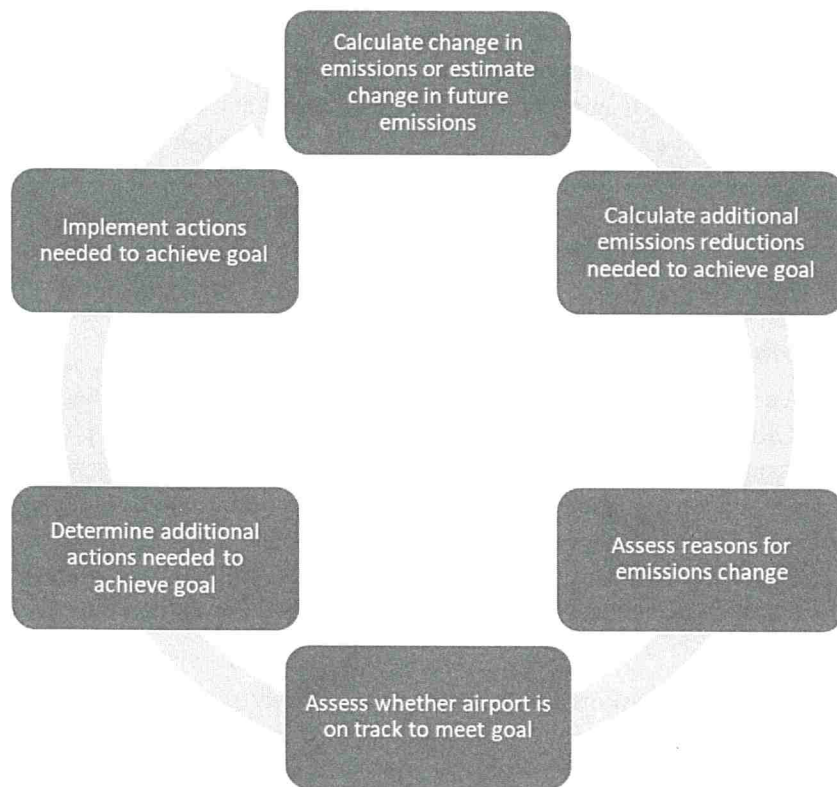 Calculate change in
emissions or estimate
change in future
emissions
Calculate additional
emissions reductions
needed to achieve goal
Assess reasons for
emissions change
Assess whether airport is
on track to meet goal
Determine additional
actions needed to
achieve goal
Implement actions
needed to achieve goal